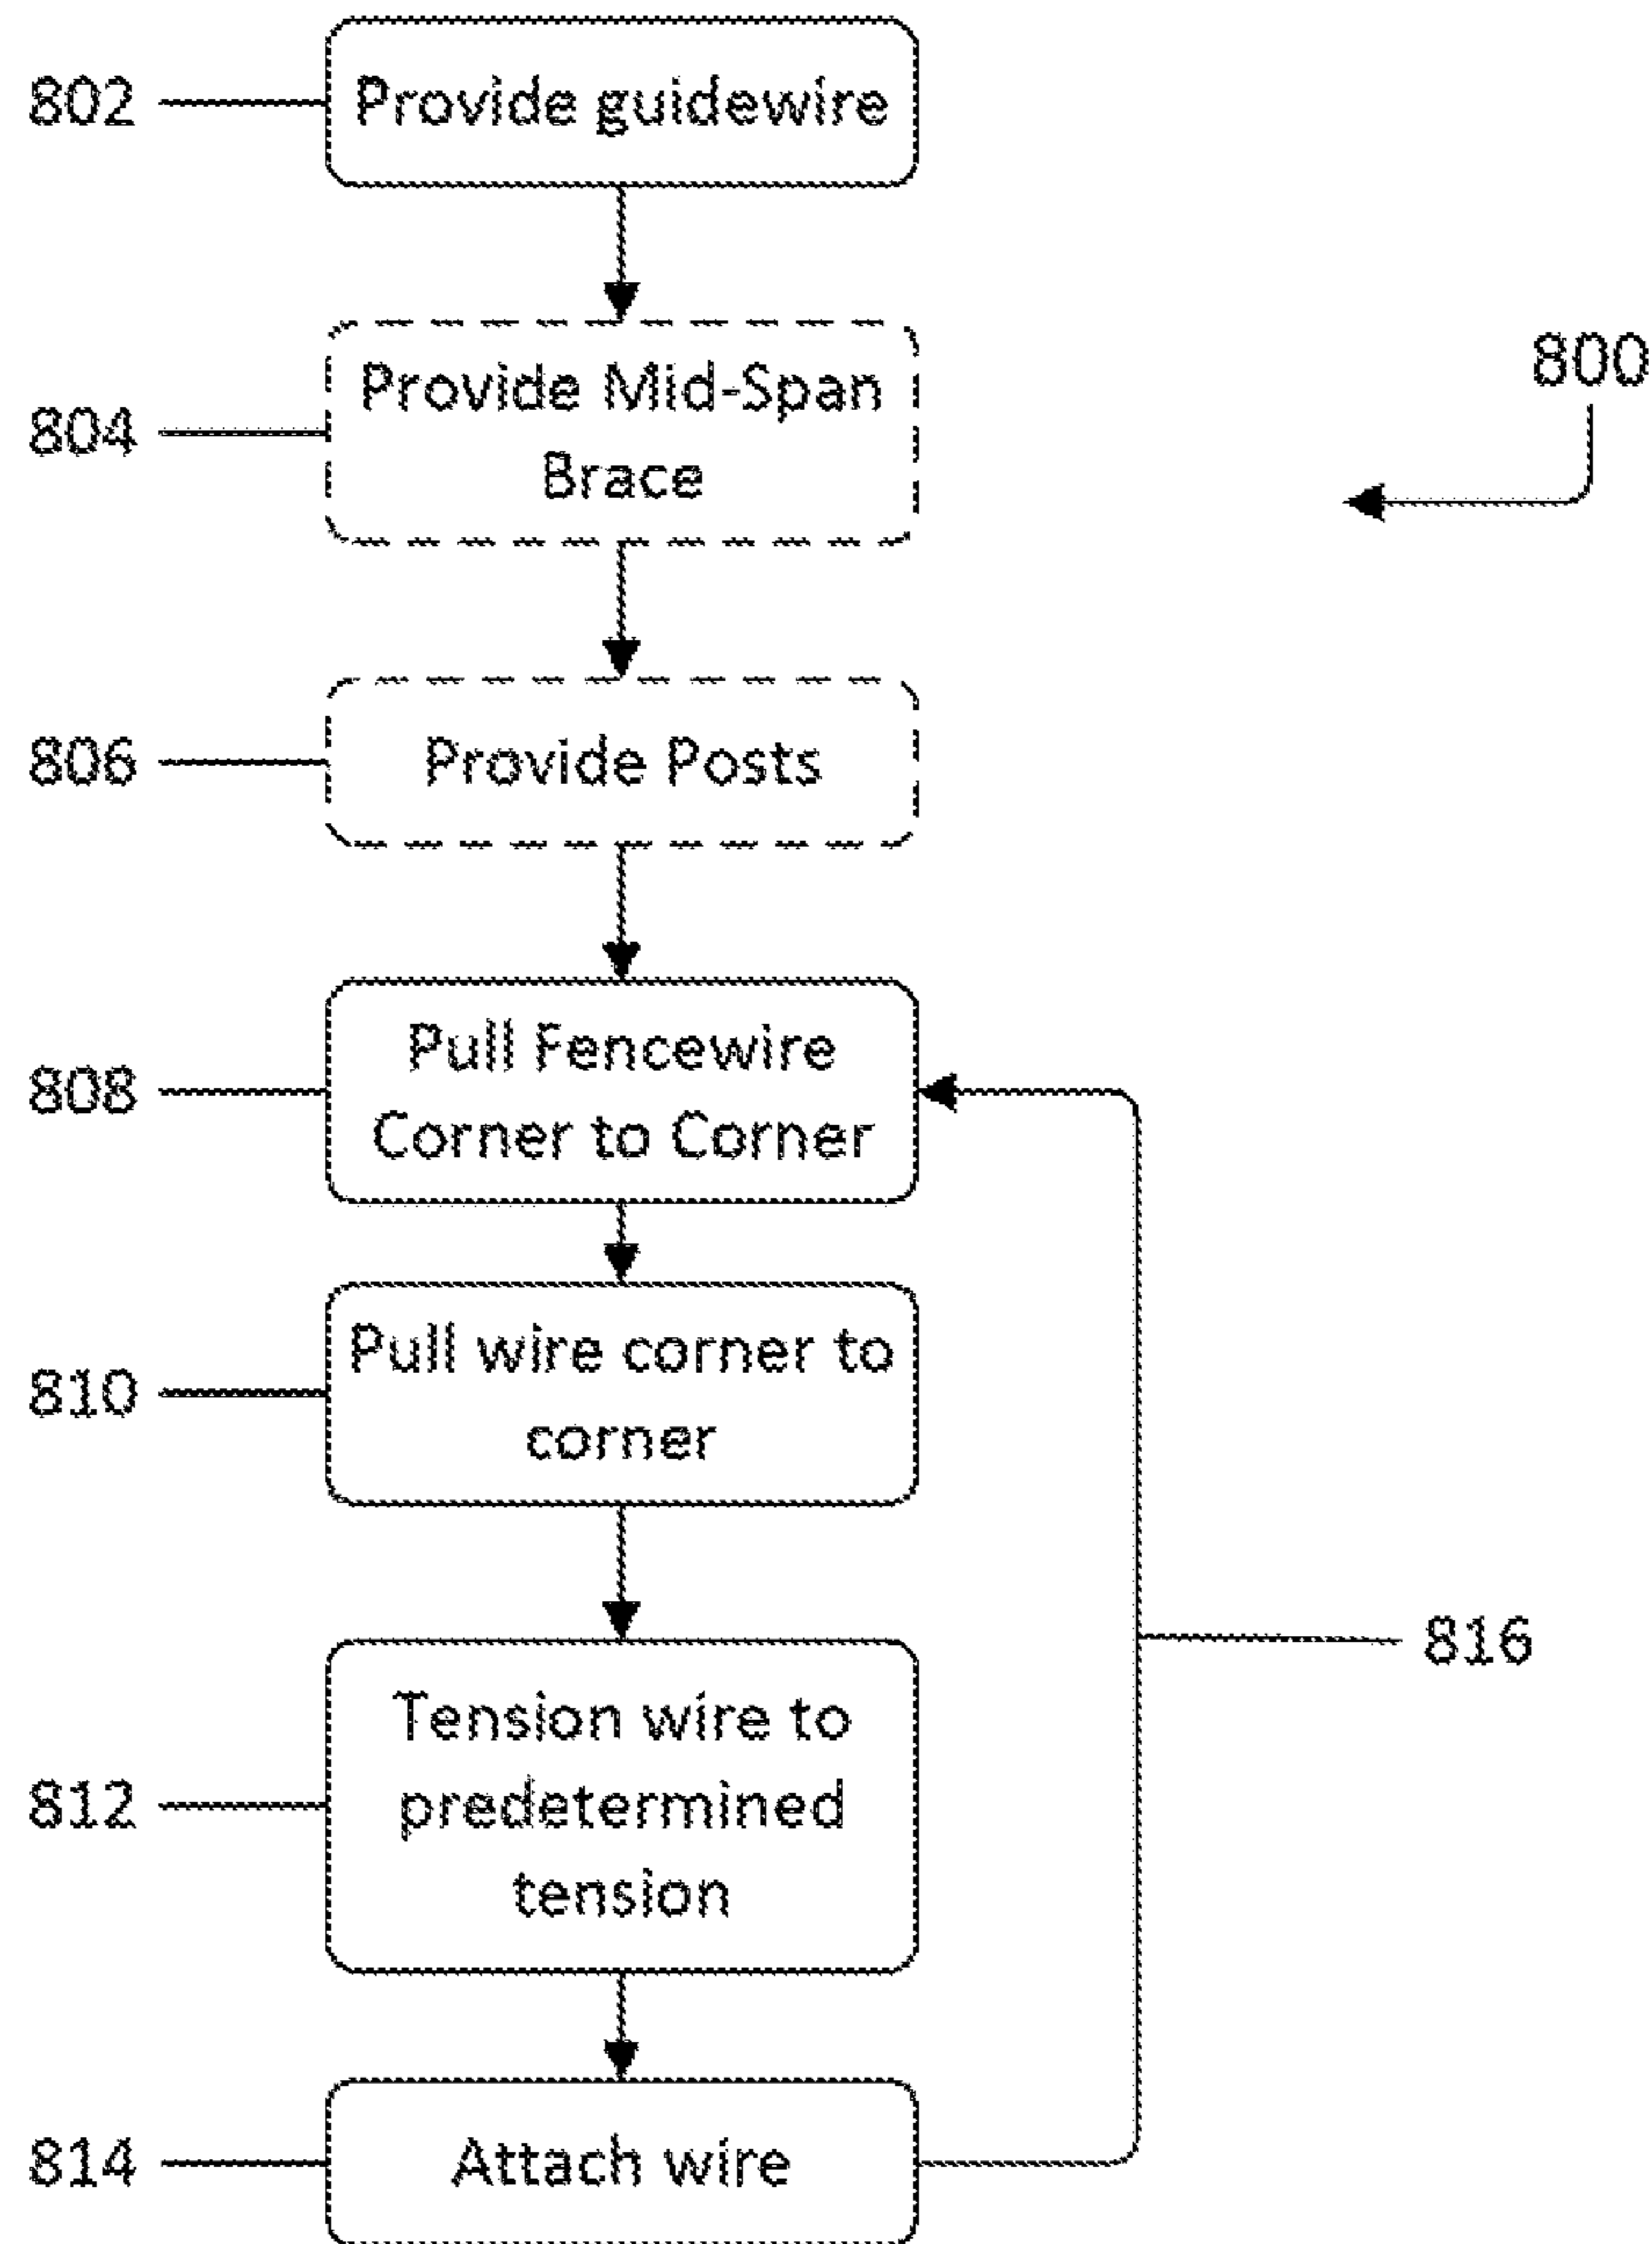 802
Provide guidewire
804
Provide Mid-Span
Brace
800
806
Provide Posts
808
Pull Fencewire
Corner to Corner
810
Pull wire corner to
corner
816
812
Tension wire to
predetermined
tension
814
Attach wire